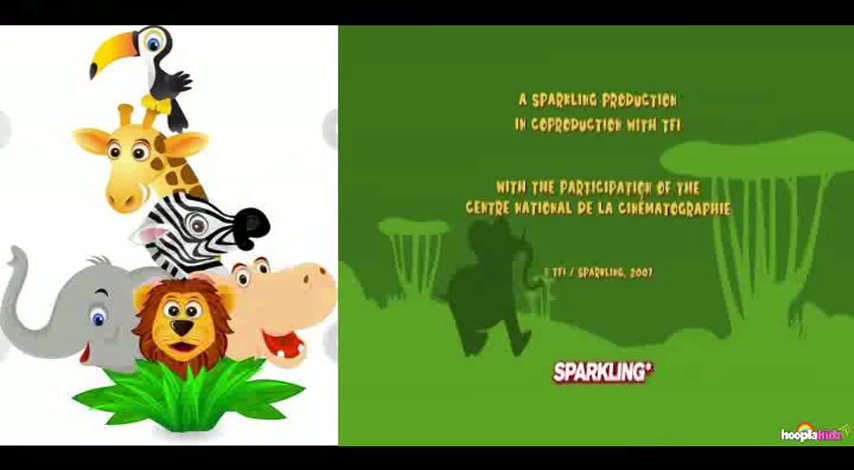 A SPARKLING PRODUCTION
IN COPRODUCTION WITH TF1
WITH THE PARTICIPATION OF THE
CENTRE NATIONAL DE LA CINÉMATOGRAPHIE
TF1 / SPARKLING, 2007
SPARKLING*
hooplakidz